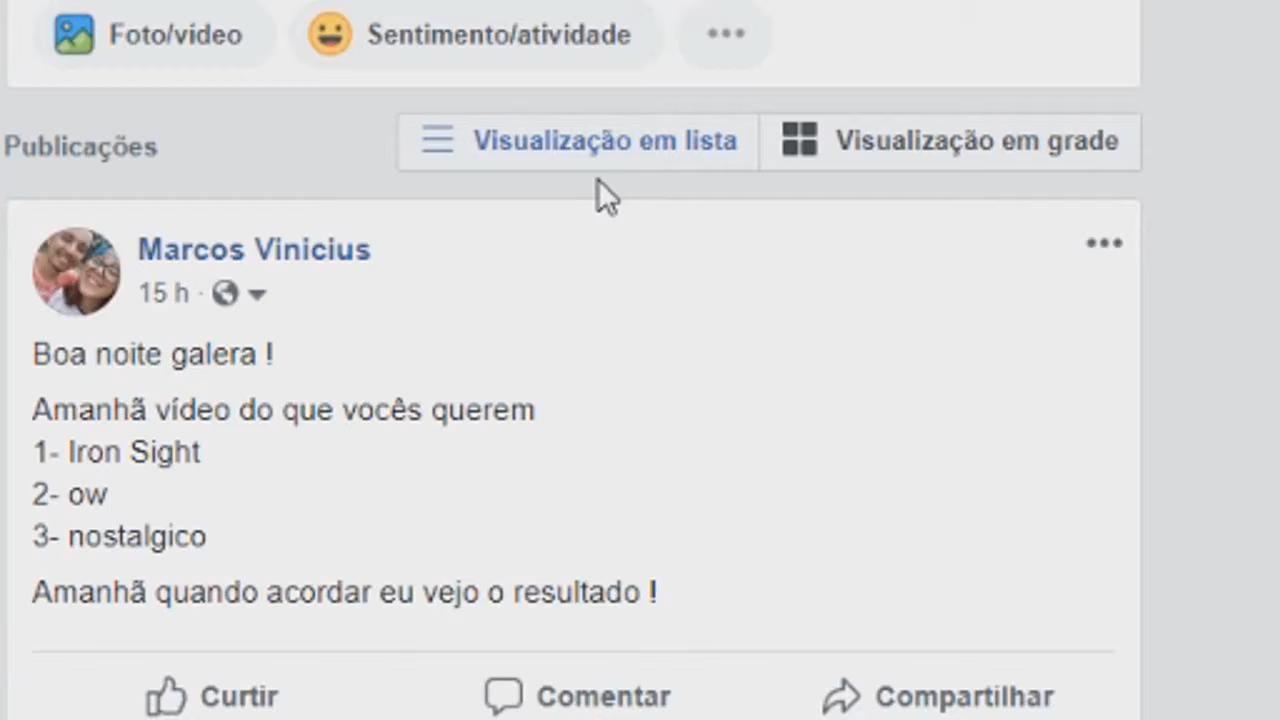 Foto/vídeo Sentimento/atividade
Publicações Visualização em lista Visualização em grade
Marcos Vinicius
15 h ·
Boa noite galera !
Amanhã vídeo do que vocês querem
1- Iron Sight
2- ow
3- nostalgico
Amanhã quando acordar eu vejo o resultado !
Curtir Comentar Compartilhar